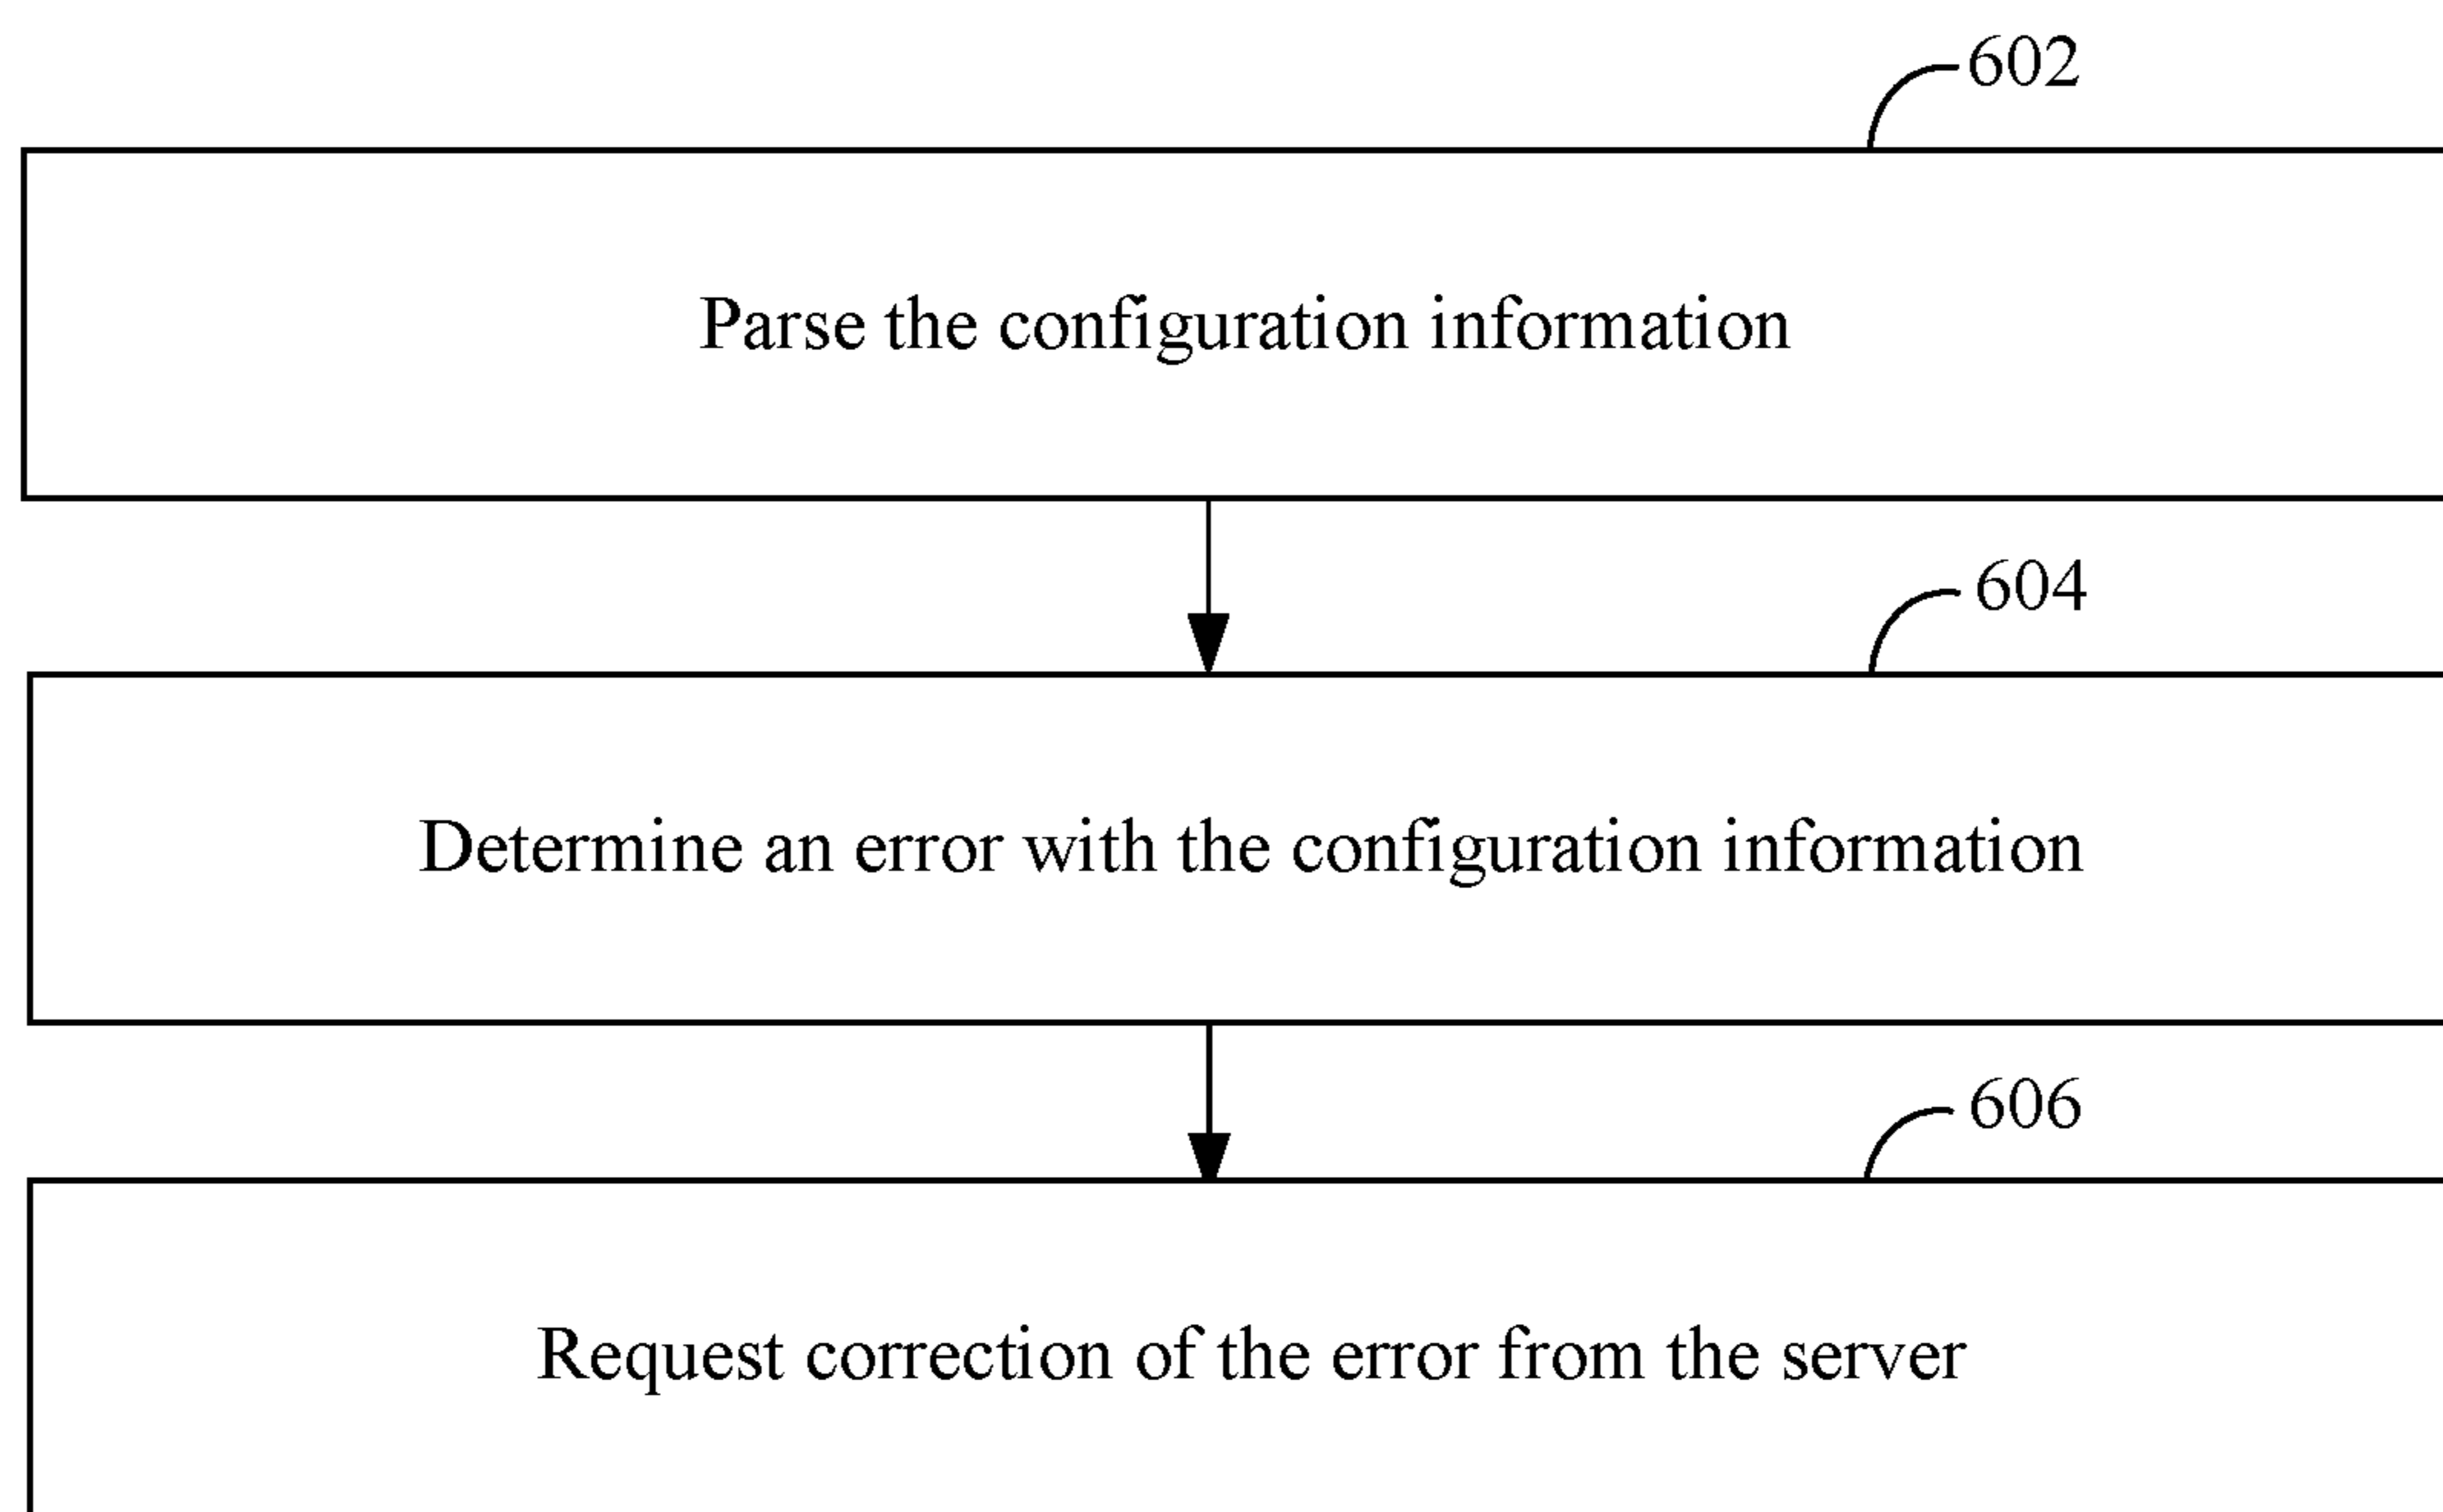 602
Parse the configuration information
604
Determine an error with the configuration information
606
Request correction of the error from the server